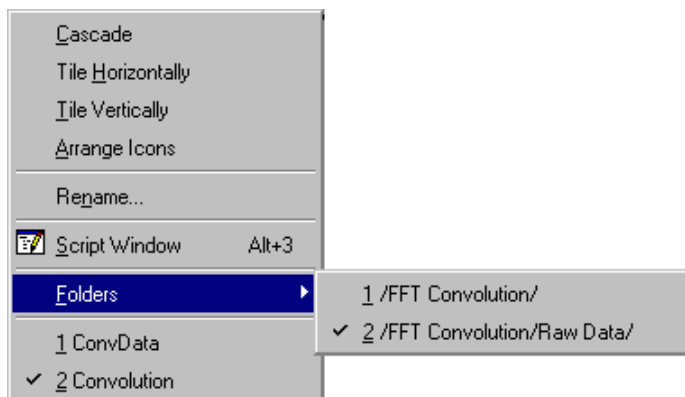 Cascade
Tile Horizontally
Tile Vertically
Arrange Icons
Rename...
Script Window Alt+3
Folders
1 /FFT Convolution/
2 /FFT Convolution/Raw Data/
1 ConvData
2 Convolution